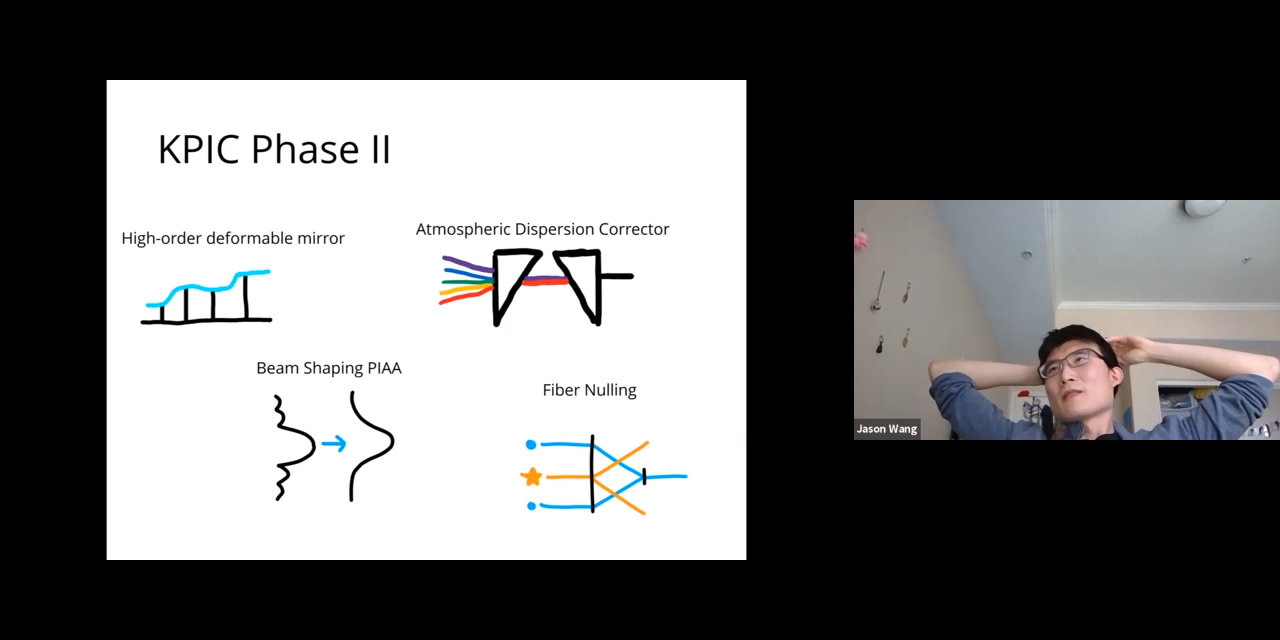 KPIC Phase II
High-order deformable mirror
Atmospheric Dispersion Corrector
Beam Shaping PIAA
Fiber Nulling
Jason Wang